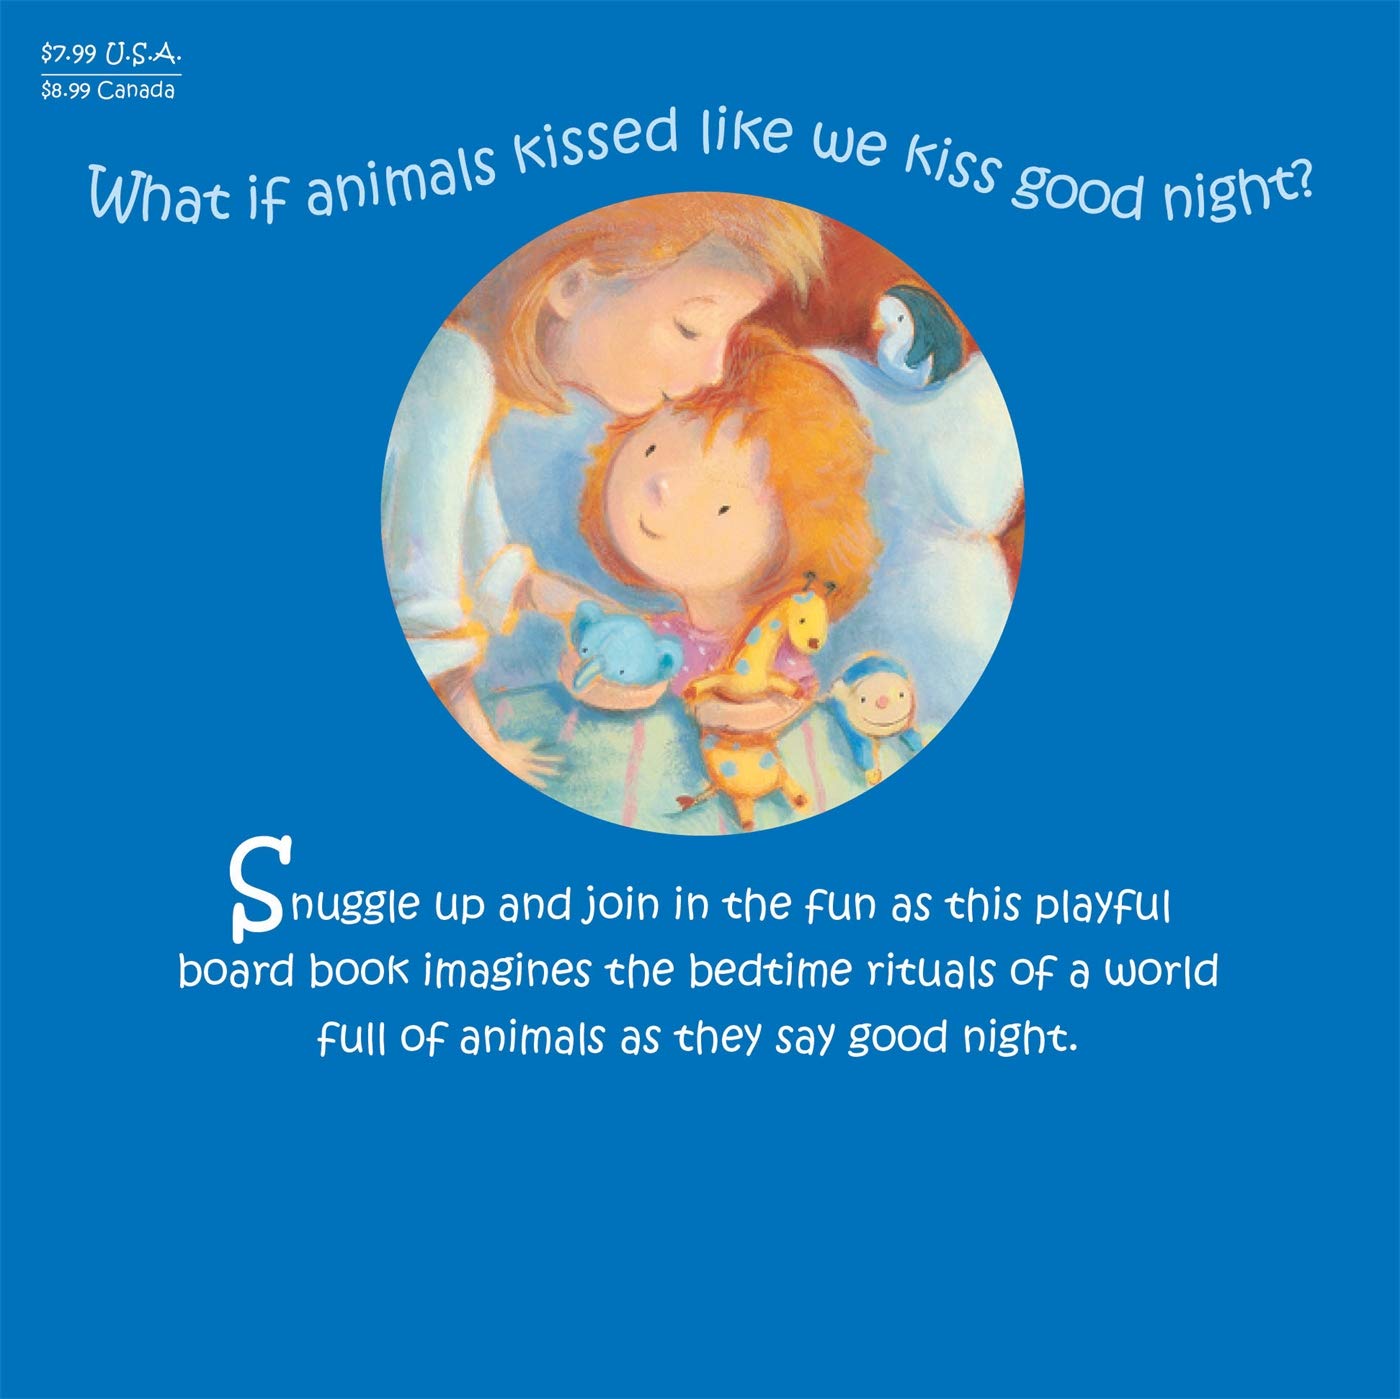 $7.99 U.S.A.
$8.99 Canada
What if animals kissed like we kiss good night?
Snuggle up and join in the fun as this playful
board book imagines the bedtime rituals of a world
full of animals as they say good night.